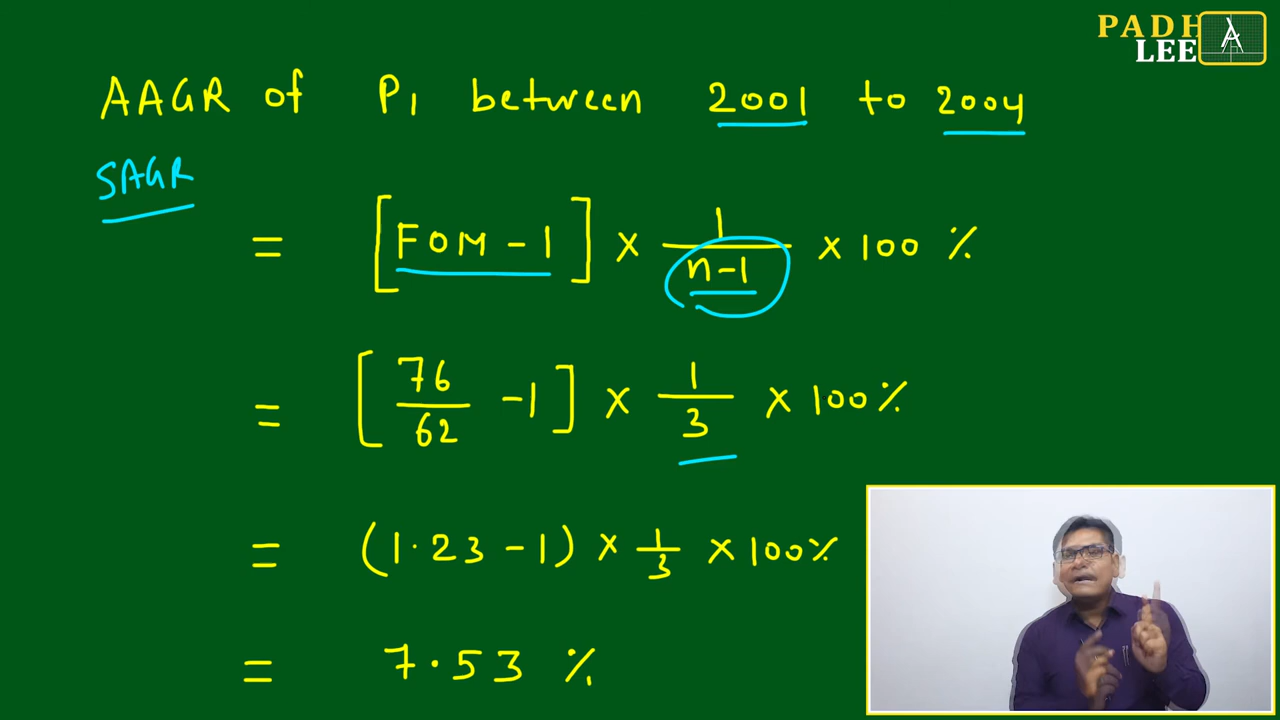 PADH
LEE
AAGR of P1 between 2001 to 2004
SAGR
= [FOM - 1] × 1/(n-1) × 100 %
= [76/62 - 1] × 1/3 × 100 %
= (1.23 - 1) × 1/3 × 100 %
= 7.53 %